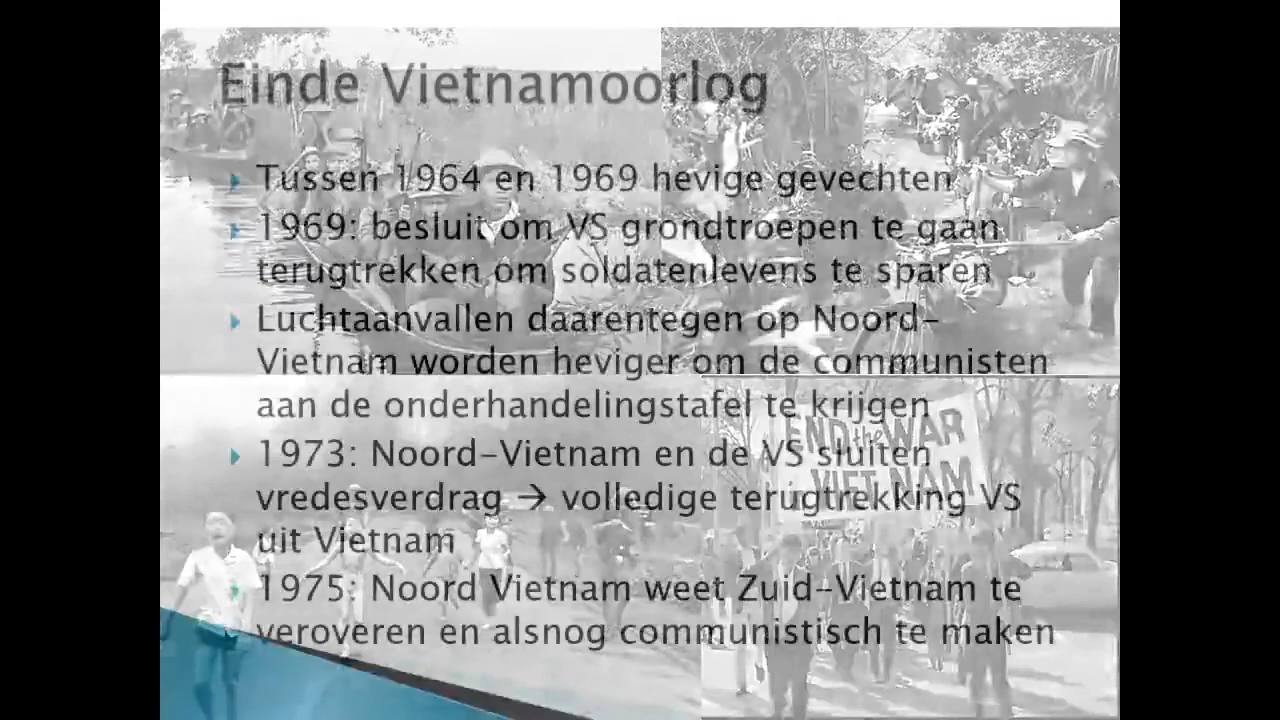 Einde Vietnamoorlog
Tussen 1964 en 1969 hevige gevechten
1969: besluit om VS grondtroepen te gaan
terugtrekken om soldatenlevens te sparen
Luchtaanvallen daarentegen op Noord-
Vietnam worden heviger om de communisten
aan de onderhandelingstafel te krijgen
END the WAR
1973: Noord-Vietnam en de VS sluiten
VIET NAM
vredesverdrag → volledige terugtrekking VS
uit Vietnam
1975: Noord Vietnam weet Zuid-Vietnam te
veroveren en alsnog communistisch te maken